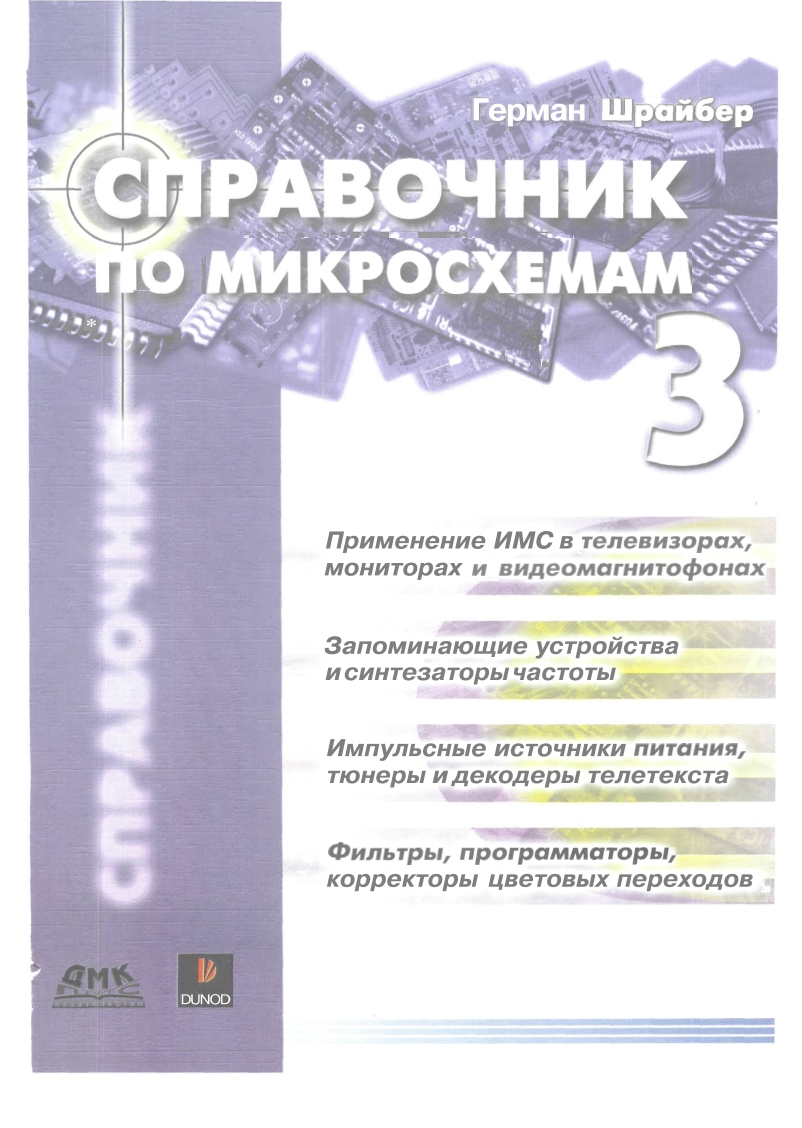 Герман Шрайбер
СПРАВОЧНИК
ПО МИКРОСХЕМАМ
3
СПРАВОЧНИК
Применение ИМС в телевизорах,
мониторах и видеомагнитофонах
Запоминающие устройства
и синтезаторы частоты
Импульсные источники питания,
тюнеры и декодеры телетекста
Фильтры, программаторы,
корректоры цветовых переходов
ДМК
DUNOD